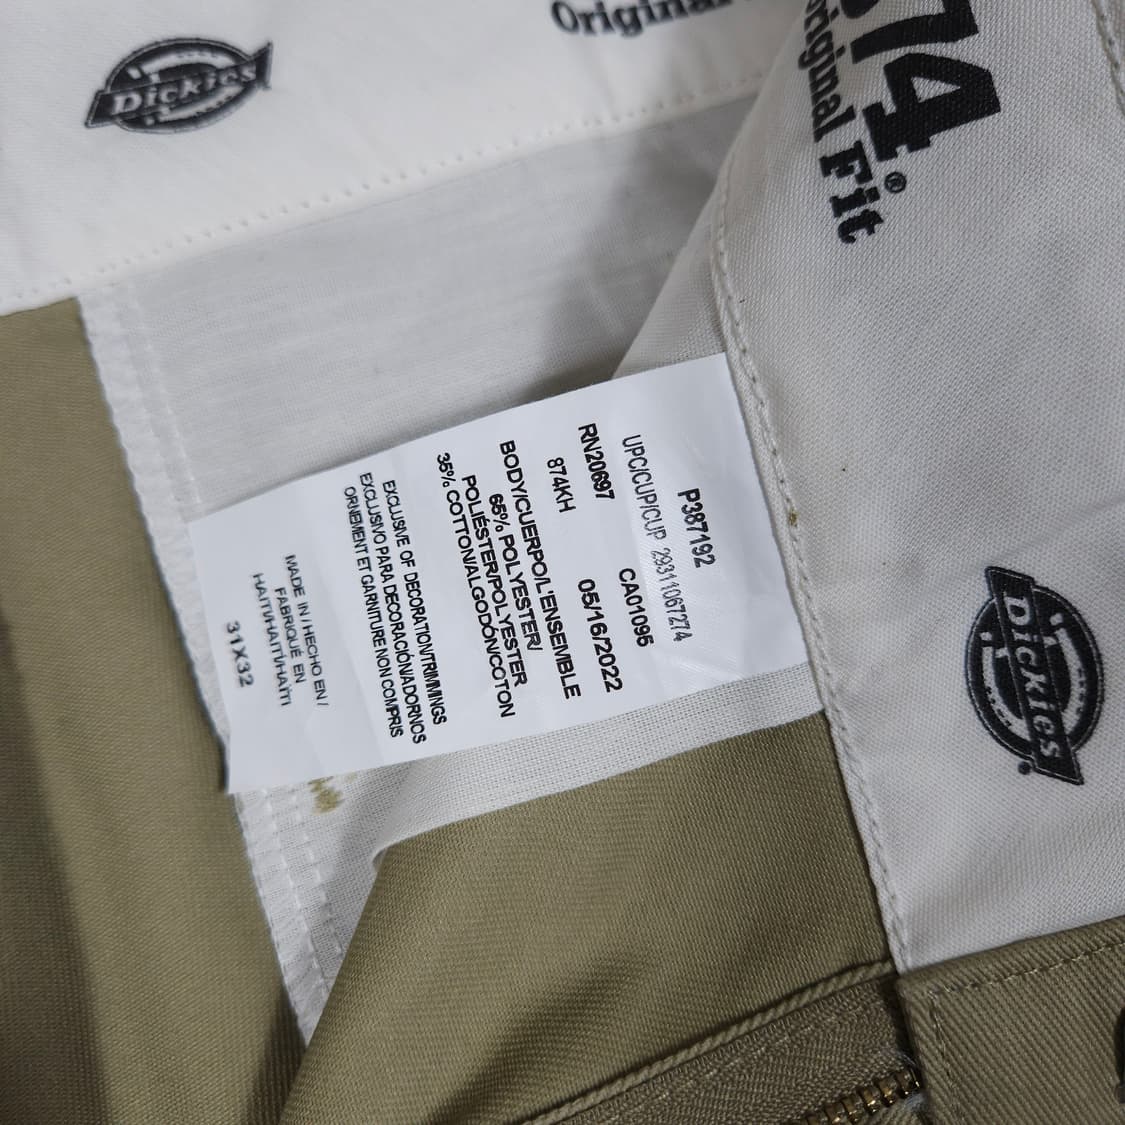 Dickies
Original
874
Original Fit®
P387192
UPC/CUP/CUP 29311067274
RN20697 CA01095
874KH 05/16/2022
BODY/CUERPO/L'ENSEMBLE
65% POLYESTER/
POLIÉSTER/POLYESTER
35% COTTON/ALGODÓN/COTON
EXCLUSIVE OF DECORATION/TRIMMINGS
EXCLUSIVO PARA DECORACIÓN/ADORNOS
ORNEMENT ET GARNITURE NON COMPRIS
MADE IN / HECHO EN /
FABRIQUÉ EN
HAITI/HAITÍ/HAÏTI
31X32
Dickies